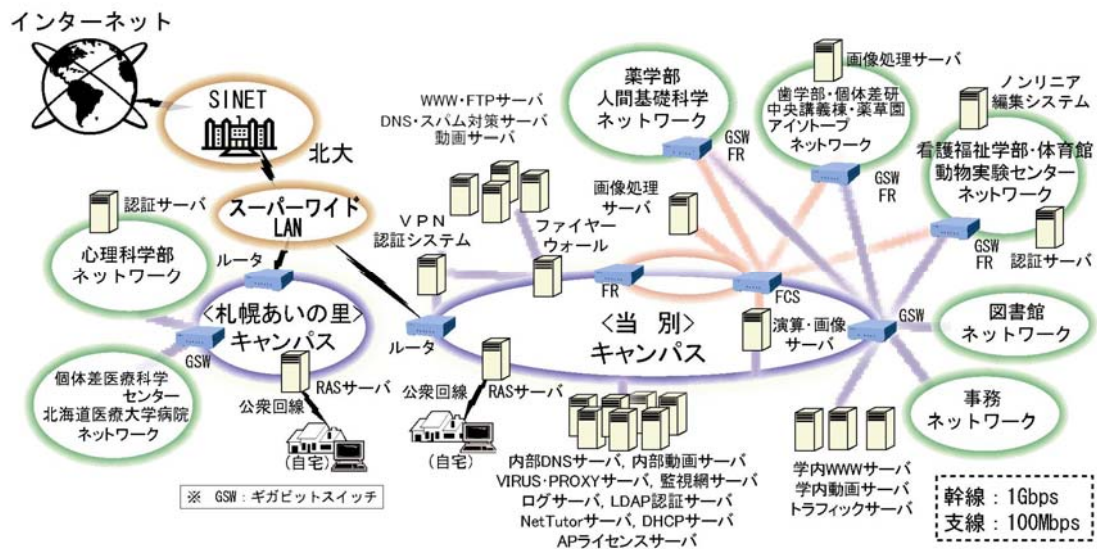 インターネット
SINET
北大
スーパーワイド
LAN
認証サーバ
心理科学部
ネットワーク
ルータ
<札幌あいの里>
キャンパス
GSW
個体差医療科学
センター
北海道医療大学病院
ネットワーク
RASサーバ
公衆回線
(自宅)
※ GSW:ギガビットスイッチ
WWW・FTPサーバ
DNS・スパム対策サーバ
動画サーバ
VPN
認証システム
ファイヤー
ウォール
ルータ
公衆回線
RASサーバ
(自宅)
<当 別>
キャンパス
FR
FCS
画像処理
サーバ
演算・画像
サーバ
薬学部
人間基礎科学
ネットワーク
GSW
FR
画像処理サーバ
歯学部・個体差研
中央講義棟・薬草園
アイソトープ
ネットワーク
GSW
FR
ノンリニア
編集システム
看護福祉学部・体育館
動物実験センター
ネットワーク
GSW
FR
認証サーバ
GSW
図書館
ネットワーク
事務
ネットワーク
内部DNSサーバ, 内部動画サーバ
VIRUS・PROXYサーバ, 監視網サーバ
ログサーバ, LDAP認証サーバ
NetTutorサーバ, DHCPサーバ
APライセンスサーバ
学内WWWサーバ
学内動画サーバ
トラフィックサーバ
幹線:1Gbps
支線:100Mbps